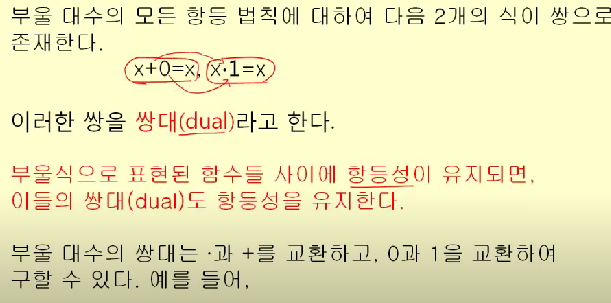 부울 대수의 모든 항등 법칙에 대하여 다음 2개의 식이 쌍으로
존재한다.
x+0=x, x·1=x
이러한 쌍을 쌍대(dual)라고 한다.
부울식으로 표현된 함수들 사이에 항등성이 유지되면,
이들의 쌍대(dual)도 항등성을 유지한다.
부울 대수의 쌍대는 ·과 +를 교환하고, 0과 1을 교환하여
구할 수 있다. 예를 들어,